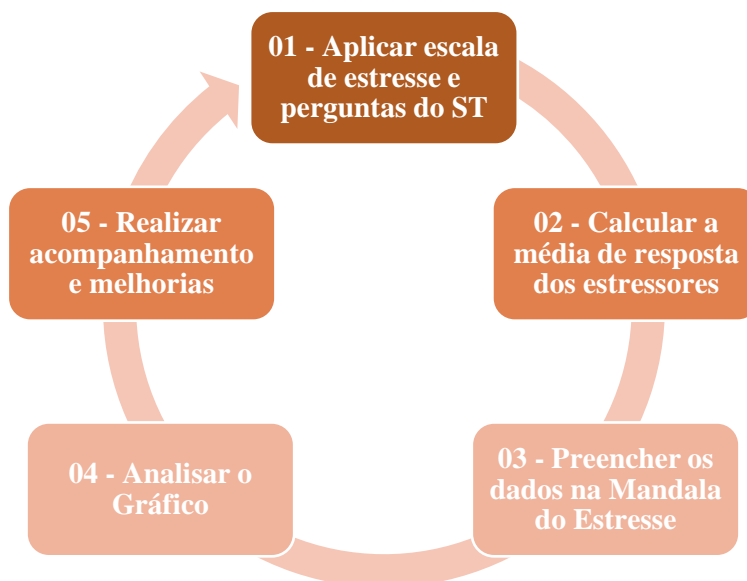 01 - Aplicar escala
de estresse e
perguntas do ST
02 - Calcular a
média de resposta
dos estressores
03 - Preencher os
dados na Mandala
do Estresse
04 - Analisar o
Gráfico
05 - Realizar
acompanhamento
e melhorias